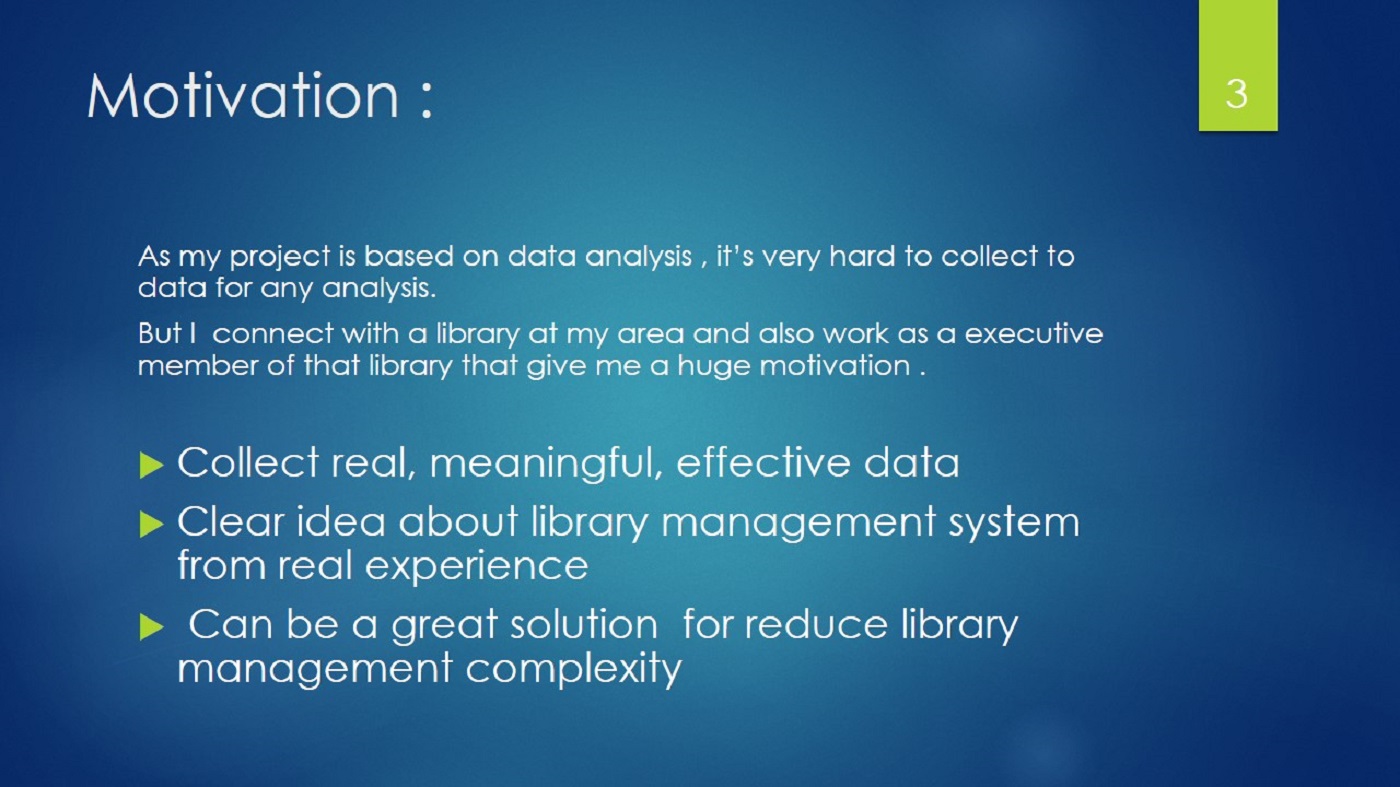 Motivation :
3
As my project is based on data analysis , it's very hard to collect to
data for any analysis.
But I  connect with a library at my area and also work as a executive
member of that library that give me a huge motivation .
Collect real, meaningful, effective data
Clear idea about library management system
from real experience
Can be a great solution  for reduce library
management complexity